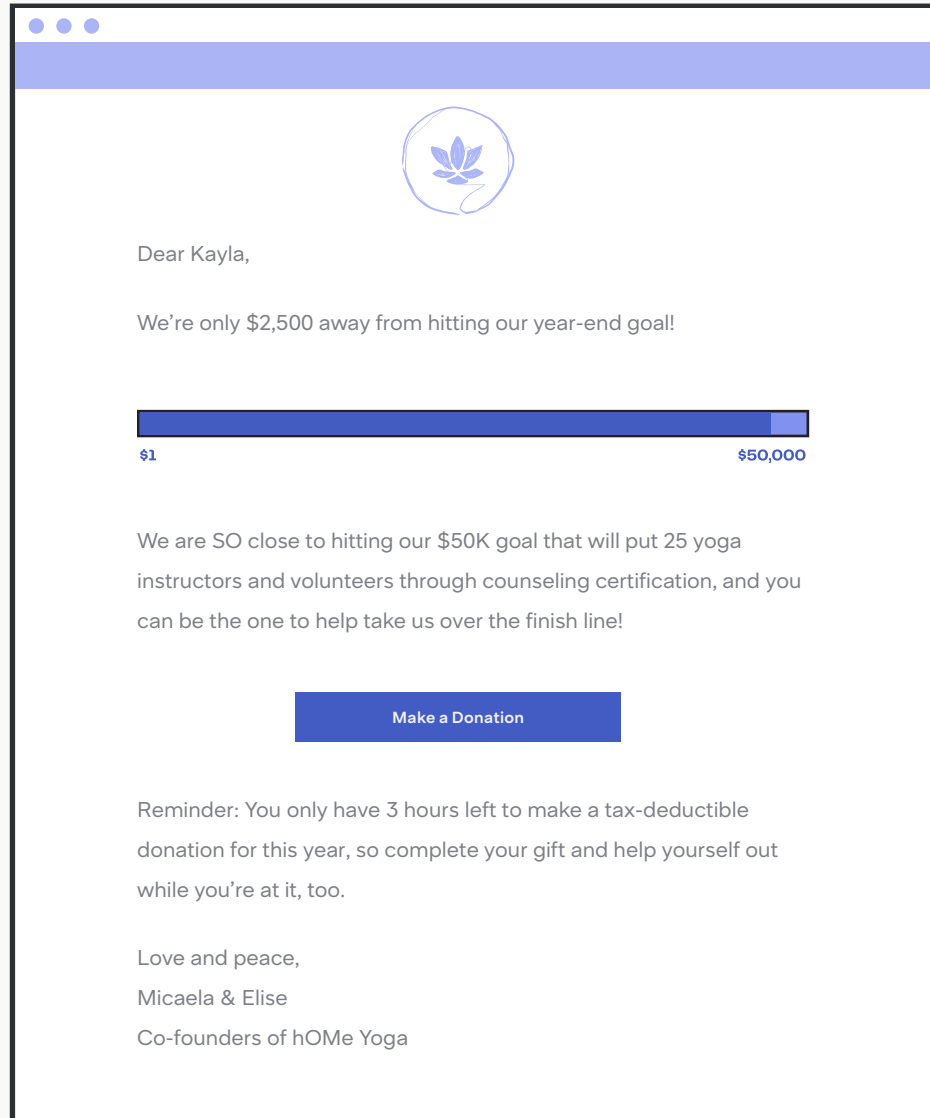 Dear Kayla,
We’re only $2,500 away from hitting our year-end goal!
$1
$50,000
We are SO close to hitting our $50K goal that will put 25 yoga
instructors and volunteers through counseling certification, and you
can be the one to help take us over the finish line!
Make a Donation
Reminder: You only have 3 hours left to make a tax-deductible
donation for this year, so complete your gift and help yourself out
while you’re at it, too.
Love and peace,
Micaela & Elise
Co-founders of hOMe Yoga